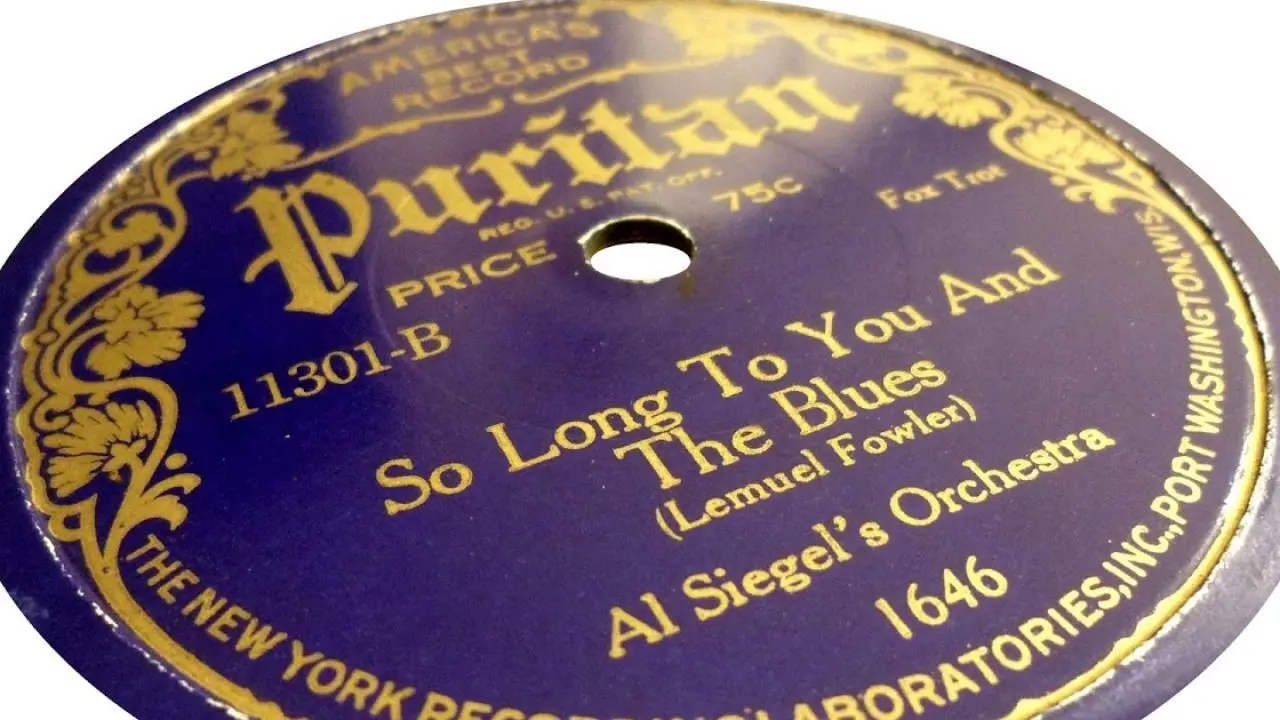 AMERICA'S
BEST
RECORD
Puritan
REG. U. S. PAT. OFF.
PRICE 75C
Fox Trot
11301-B
So Long To You And
The Blues
(Lemuel Fowler)
Al Siegel's Orchestra
1646
THE NEW YORK RECORDING LABORATORIES, INC., PORT WASHINGTON, WIS.